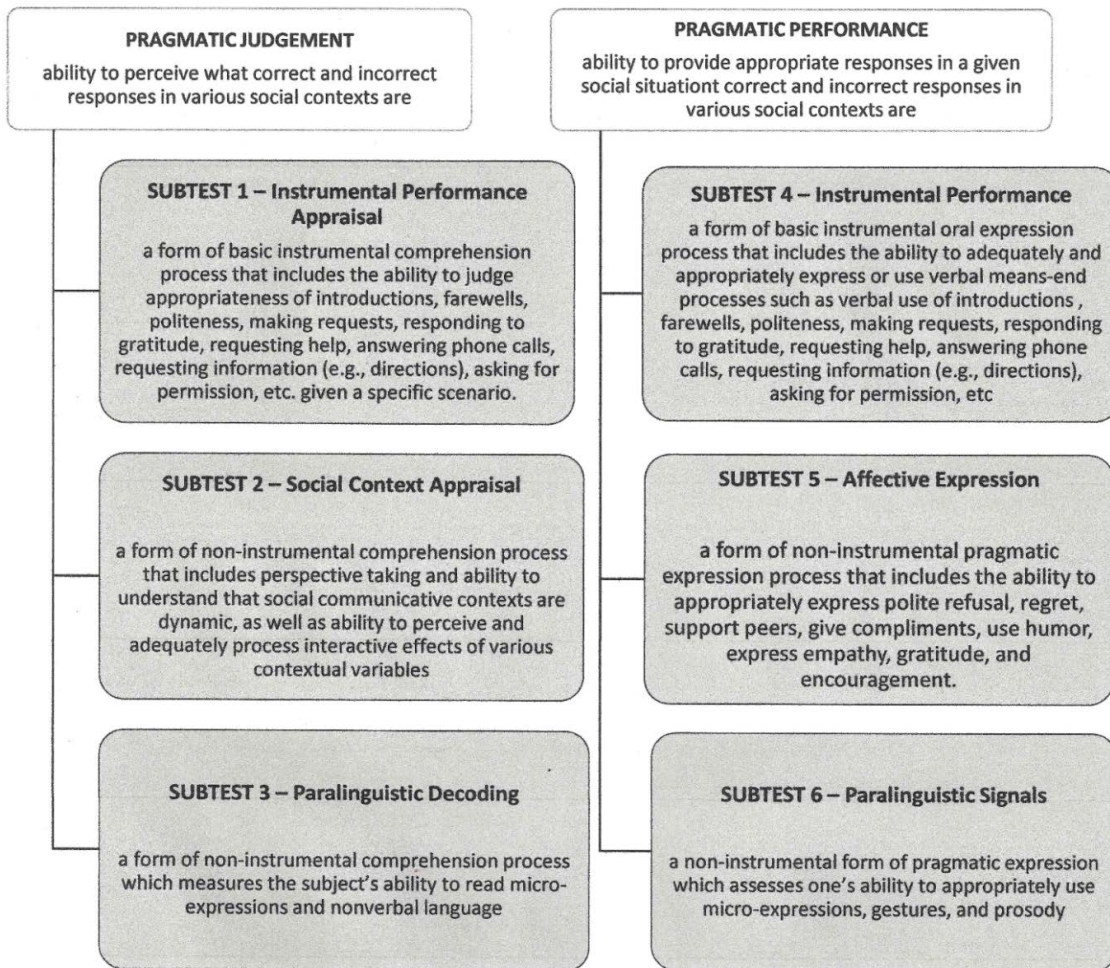 PRAGMATIC JUDGEMENT
ability to perceive what correct and incorrect
responses in various social contexts are
SUBTEST 1 – Instrumental Performance
Appraisal
a form of basic instrumental comprehension
process that includes the ability to judge
appropriateness of introductions, farewells,
politeness, making requests, responding to
gratitude, requesting help, answering phone calls,
requesting information (e.g., directions), asking for
permission, etc. given a specific scenario.
SUBTEST 2 – Social Context Appraisal
a form of non-instrumental comprehension process
that includes perspective taking and ability to
understand that social communicative contexts are
dynamic, as well as ability to perceive and
adequately process interactive effects of various
contextual variables
SUBTEST 3 – Paralinguistic Decoding
a form of non-instrumental comprehension process
which measures the subject's ability to read micro-
expressions and nonverbal language
PRAGMATIC PERFORMANCE
ability to provide appropriate responses in a given
social situationt correct and incorrect responses in
various social contexts are
SUBTEST 4 – Instrumental Performance
a form of basic instrumental oral expression
process that includes the ability to adequately and
appropriately express or use verbal means-end
processes such as verbal use of introductions ,
farewells, politeness, making requests, responding
to gratitude, requesting help, answering phone
calls, requesting information (e.g., directions),
asking for permission, etc
SUBTEST 5 – Affective Expression
a form of non-instrumental pragmatic
expression process that includes the ability to
appropriately express polite refusal, regret,
support peers, give compliments, use humor,
express empathy, gratitude, and
encouragement.
SUBTEST 6 – Paralinguistic Signals
a non-instrumental form of pragmatic expression
which assesses one's ability to appropriately use
micro-expressions, gestures, and prosody